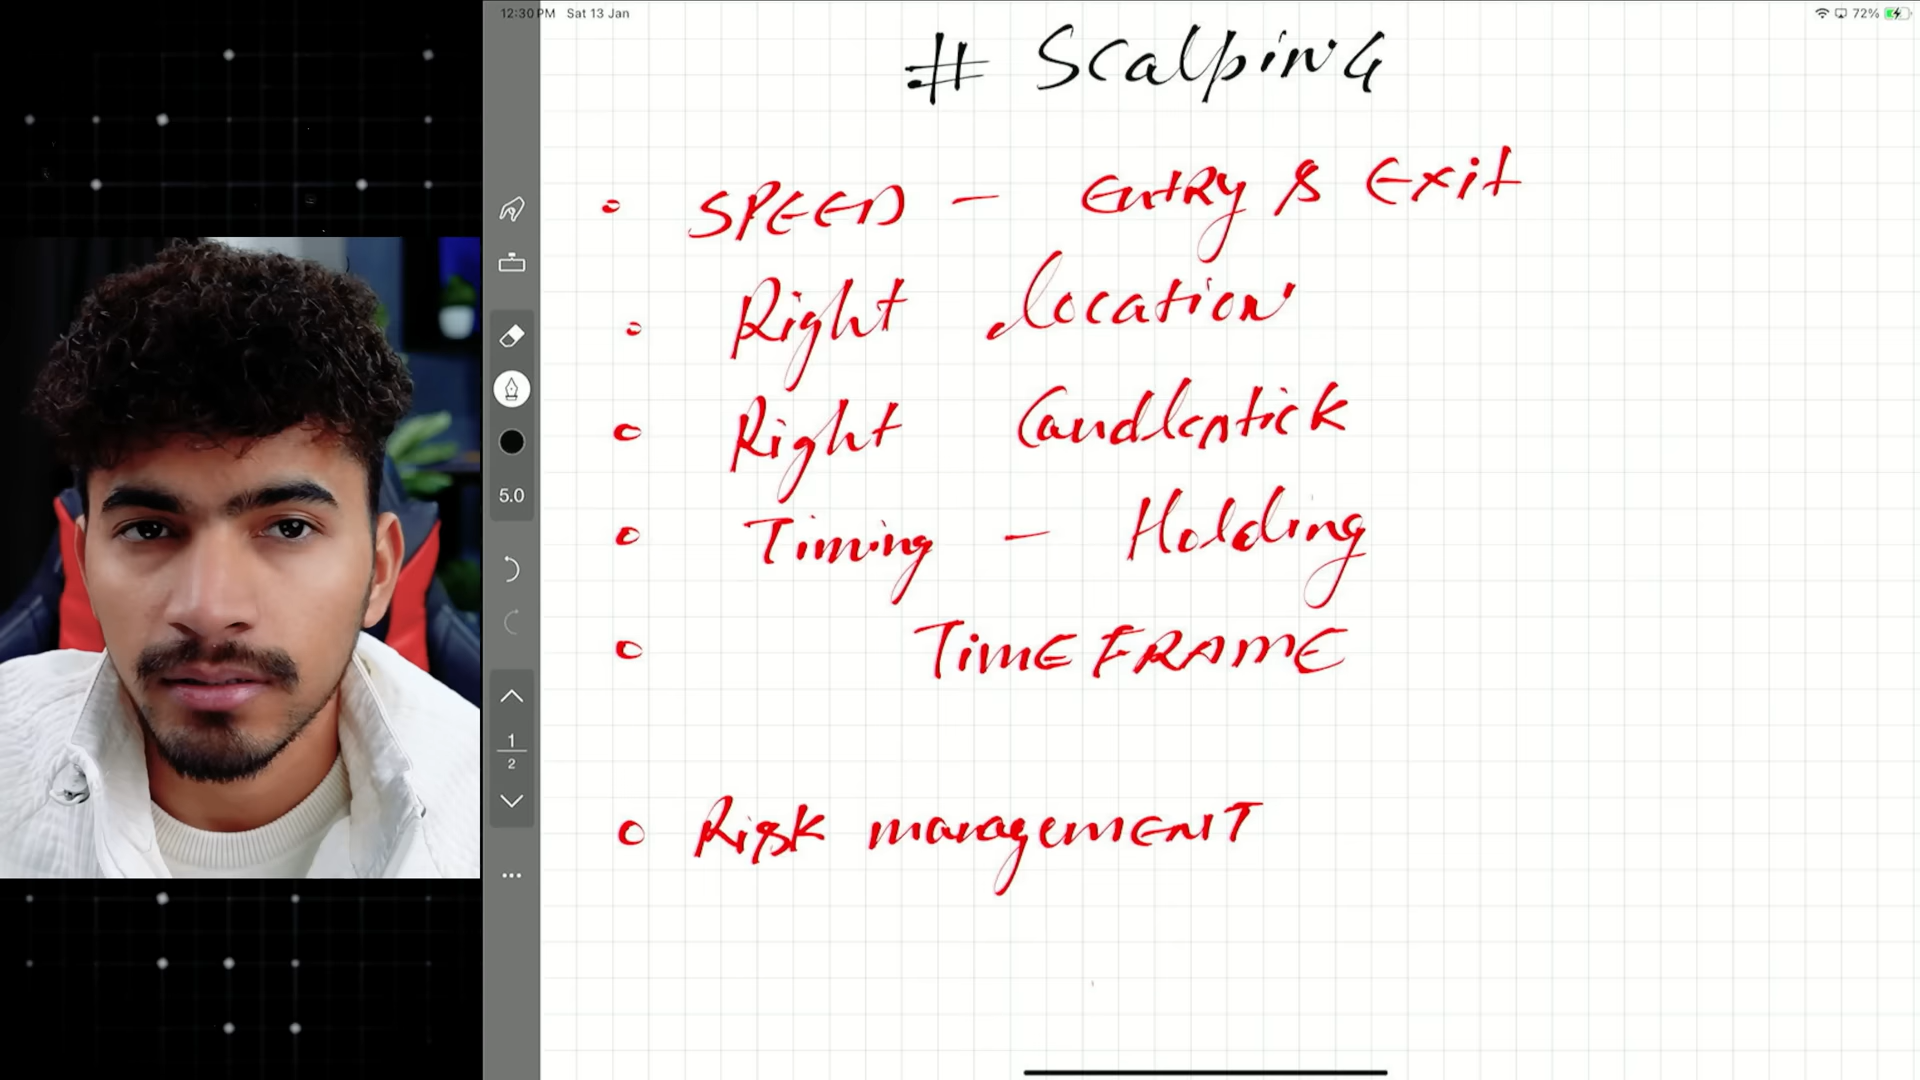 12:30 PM Sat 13 Jan
72%
# Scalping
SPEED - Entry & Exit
Right location
Right Candlestick
Timing - Holding
TIMEFRAME
Risk management
5.0
1
2